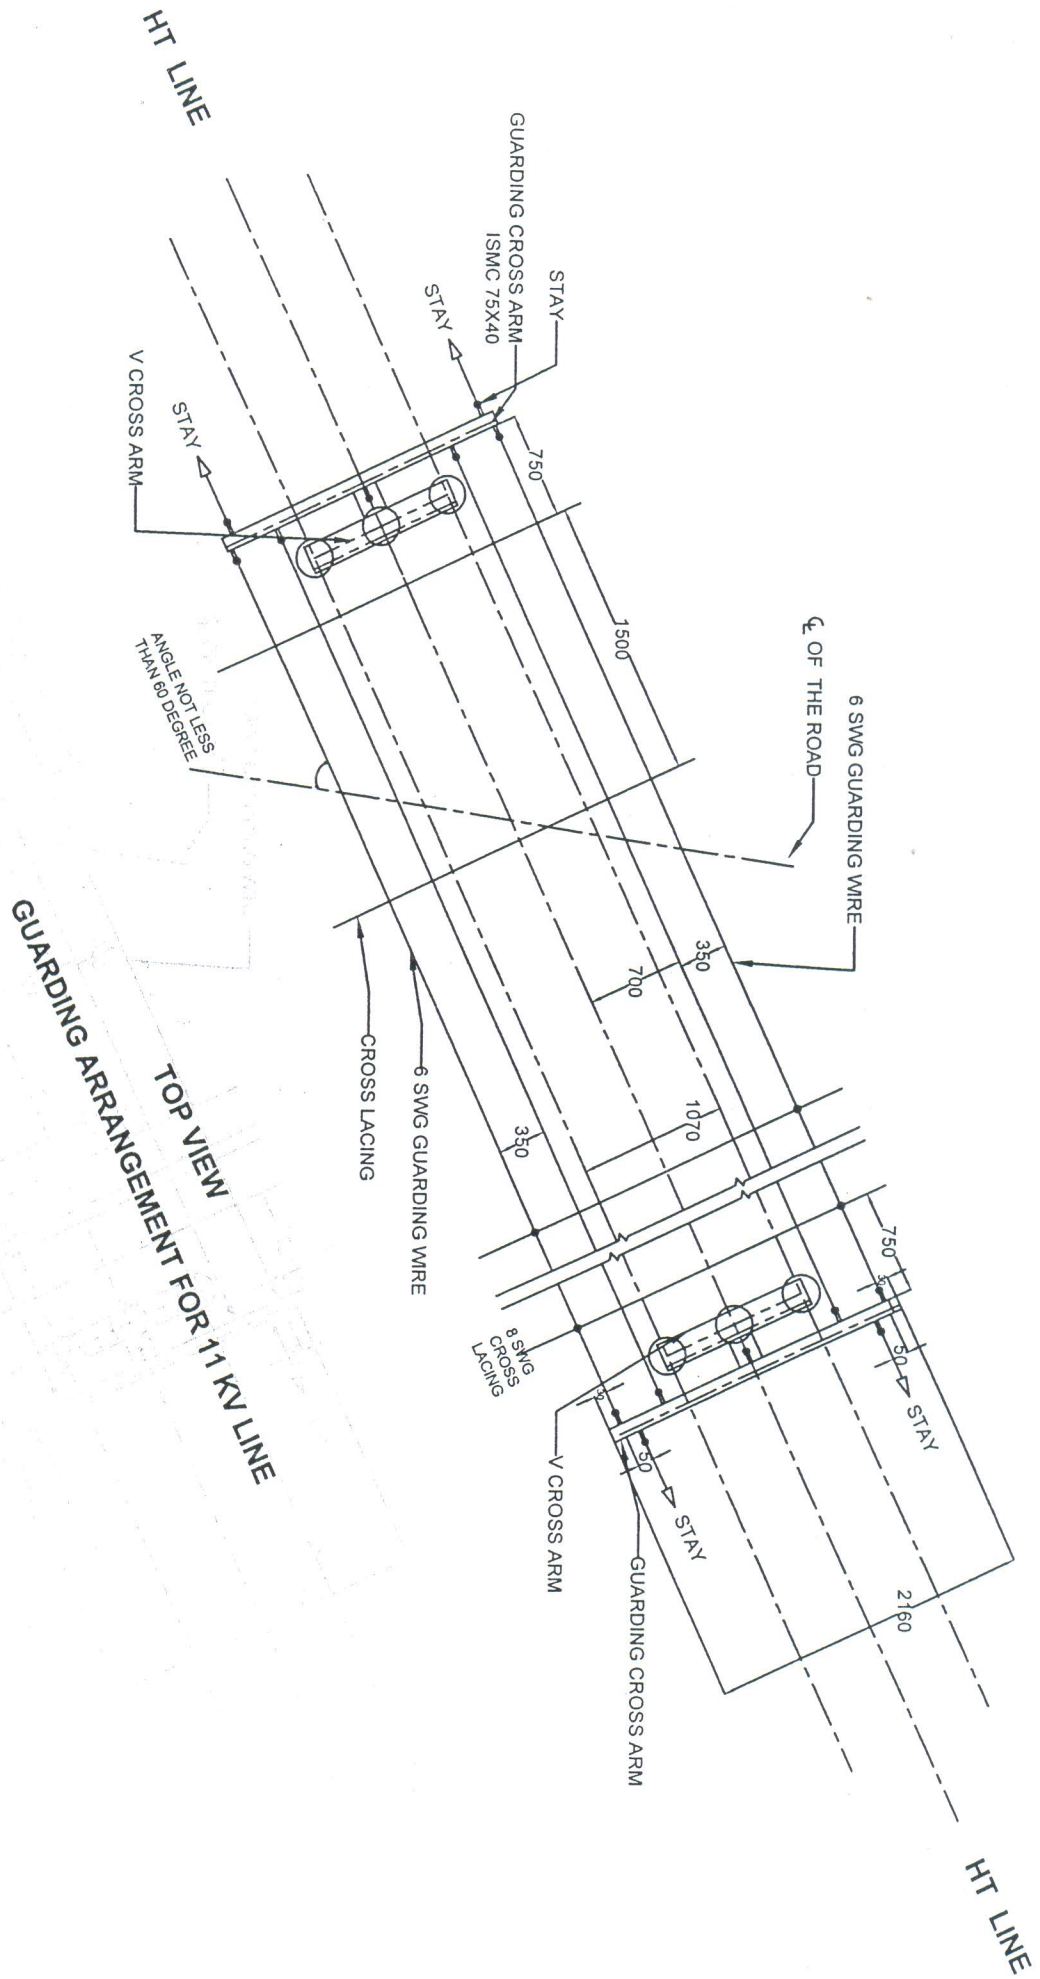 HT LINE
GUARDING CROSS ARM
ISMC 75X40
STAY
STAY
STAY
V CROSS ARM
750
1500
℄ OF THE ROAD
6 SWG GUARDING WIRE
ANGLE NOT LESS
THAN 60 DEGREE
350
700
1070
350
6 SWG GUARDING WIRE
CROSS LACING
750
50
STAY
8 SWG
CROSS
LACING
50
STAY
V CROSS ARM
GUARDING CROSS ARM
2160
HT LINE
TOP VIEW
GUARDING ARRANGEMENT FOR 11 KV LINE